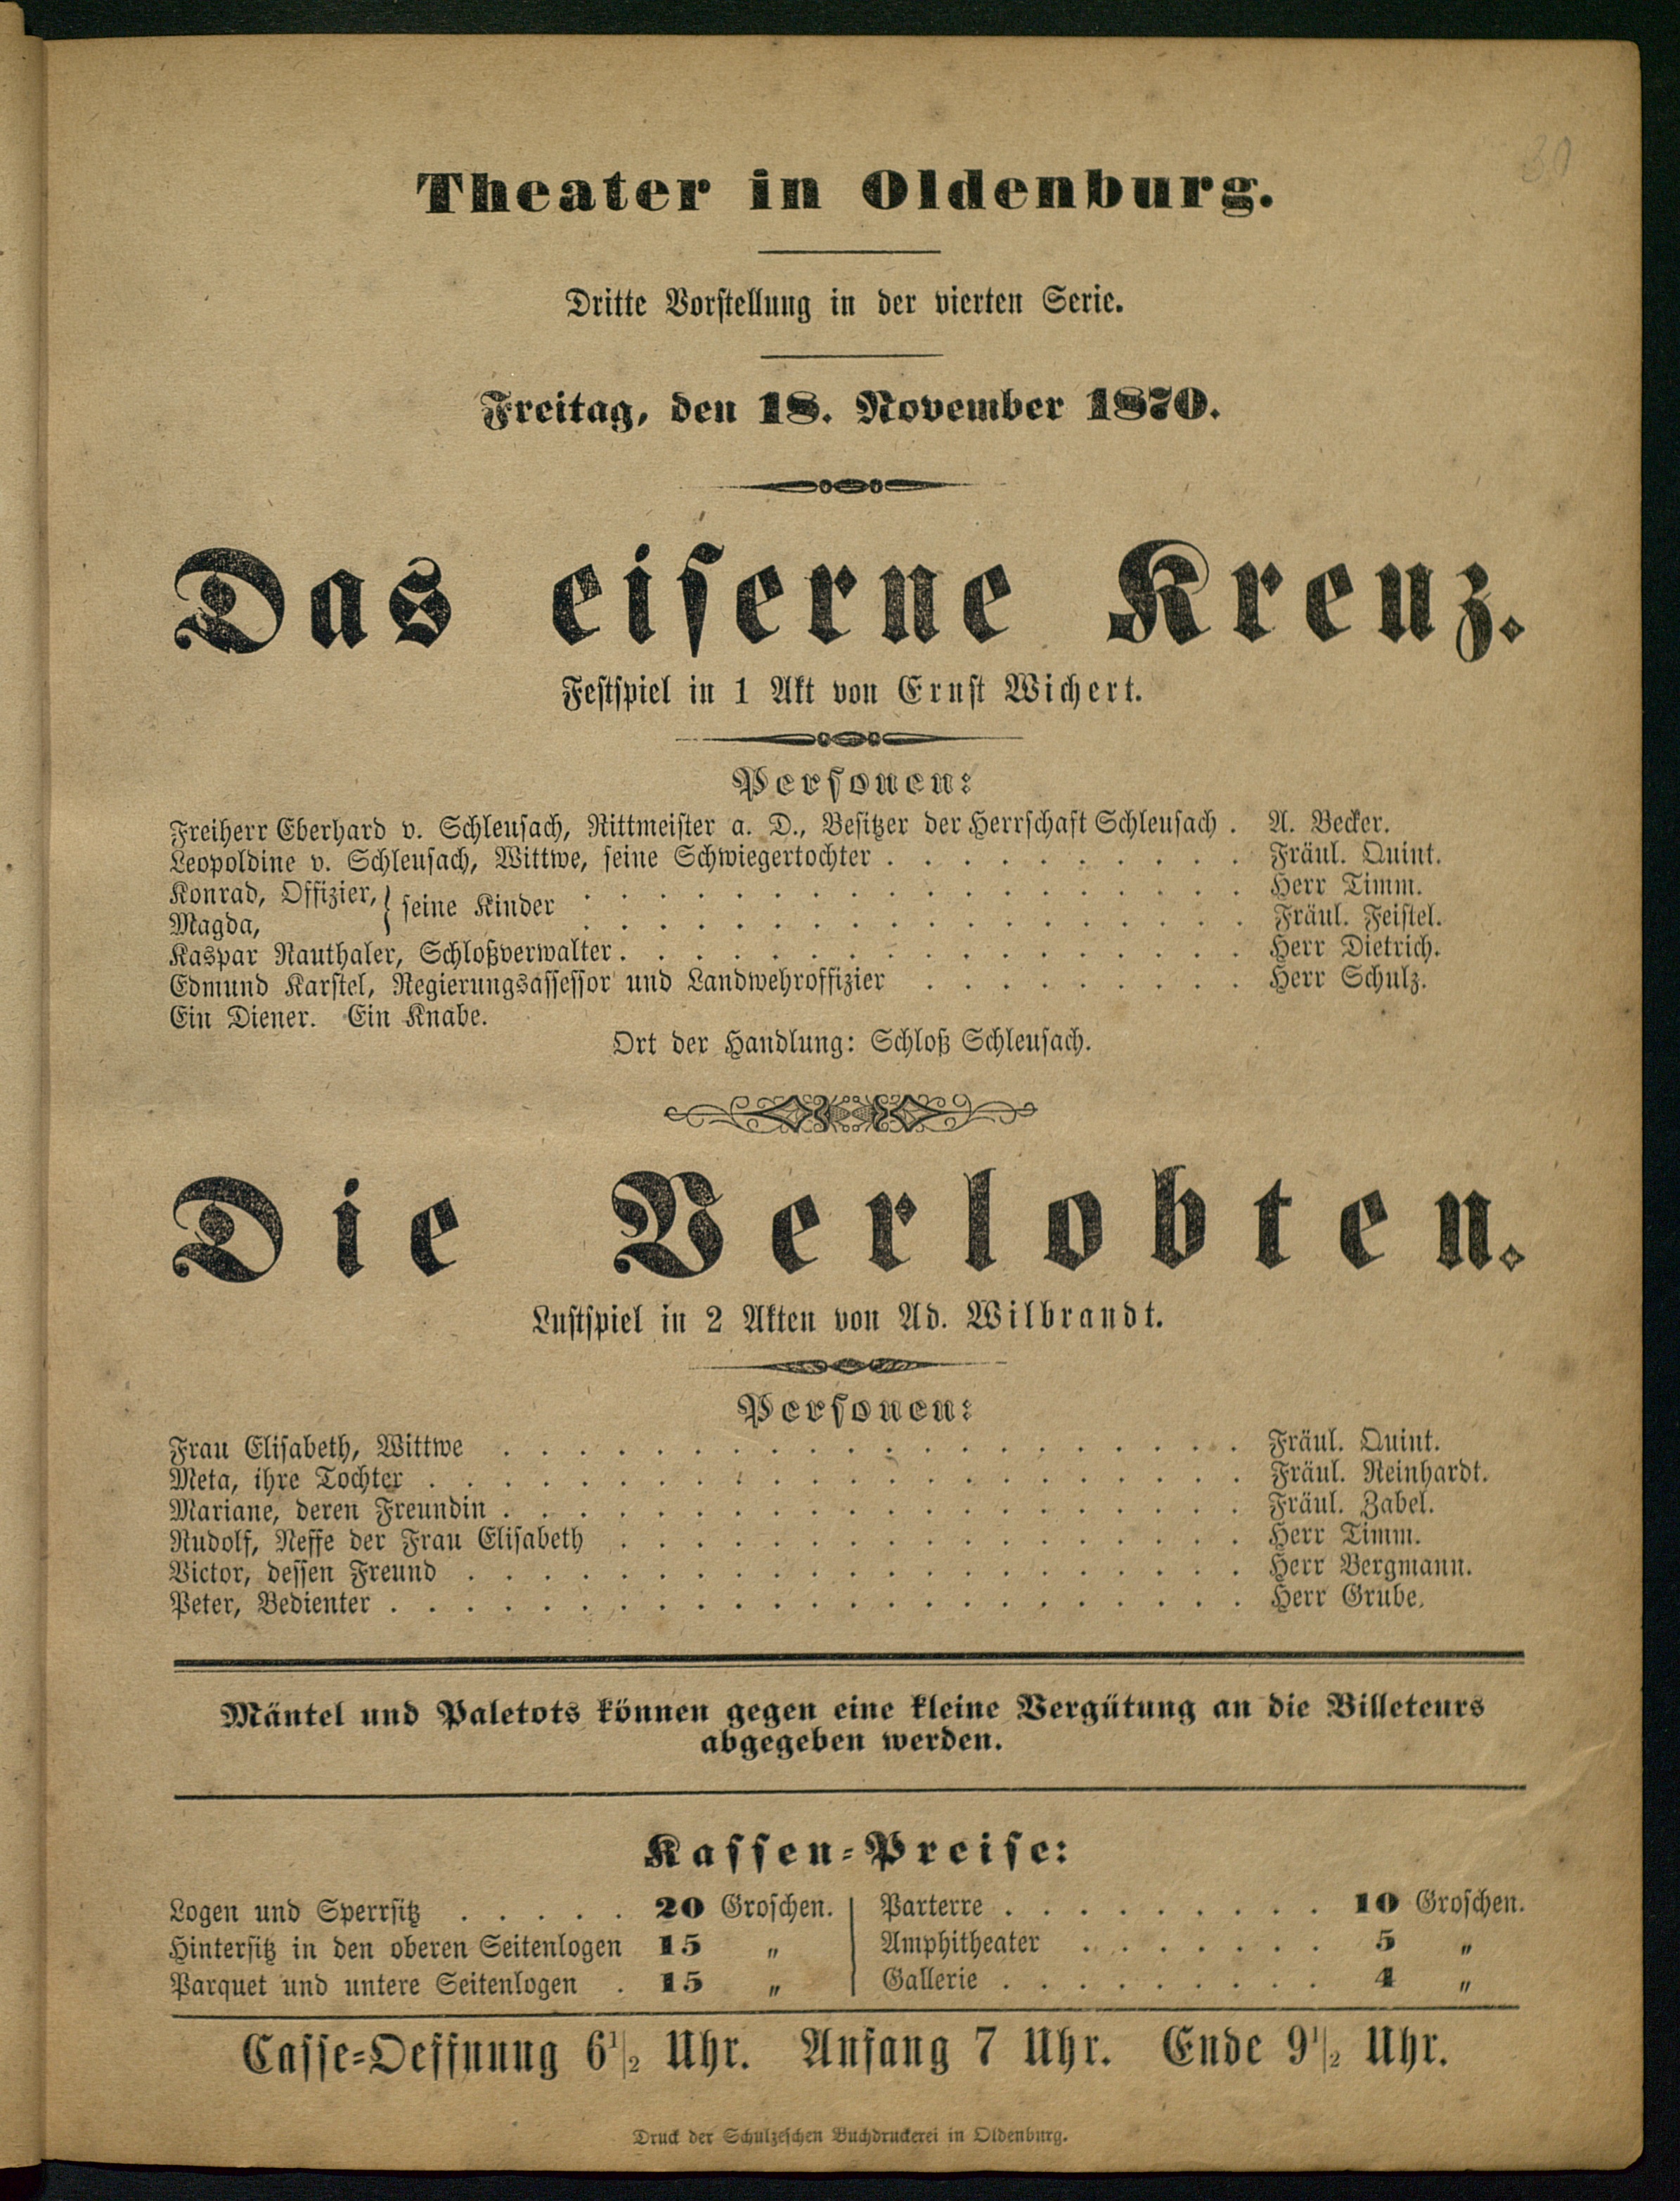 30
Theater in Oldenburg.
Dritte Vorstellung in der vierten Serie.
Freitag, den 18. November 1870.
Das eiserne Kreuz.
Festspiel in 1 Akt von Ernst Wichert.
Personen:
Freiherr Eberhard v. Schleusach, Rittmeister a. D., Besitzer der Herrschaft Schleusach . A. Becker.
Leopoldine v. Schleusach, Wittwe, seine Schwiegertochter . . . . . . . . . . Fräul. Quint.
Konrad, Offizier, } seine Kinder . . . . . . . . . . . . . . . . . . Herr Timm.
Magda, . . . . . . . . . . . . . . . . . . Fräul. Feistel.
Kaspar Rauthaler, Schloßverwalter . . . . . . . . . . . . . . . . . Herr Dietrich.
Edmund Karstel, Regierungsassessor und Landwehroffizier . . . . . . . . . Herr Schulz.
Ein Diener. Ein Knabe.
Ort der Handlung: Schloß Schleusach.
Die Verlobten.
Lustspiel in 2 Akten von Ad. Wilbrandt.
Personen:
Frau Elisabeth, Wittwe . . . . . . . . . . . . . . . . . . . . Fräul. Quint.
Meta, ihre Tochter . . . . . . . . . . . . . . . . . . . . . . Fräul. Reinhardt.
Mariane, deren Freundin . . . . . . . . . . . . . . . . . . . . Fräul. Zabel.
Rudolf, Neffe der Frau Elisabeth . . . . . . . . . . . . . . . . . Herr Timm.
Victor, dessen Freund . . . . . . . . . . . . . . . . . . . . . Herr Bergmann.
Peter, Bedienter . . . . . . . . . . . . . . . . . . . . . . . Herr Grube.
Mäntel und Paletots können gegen eine kleine Vergütung an die Billeteurs
abgegeben werden.
Kassen-Preise:
Logen und Sperrsitz . . . . . 20 Groschen.
Hintersitz in den oberen Seitenlogen 15 „
Parquet und untere Seitenlogen . 15 „
Parterre . . . . . . . . . 10 Groschen.
Amphitheater . . . . . . . 5 „
Gallerie . . . . . . . . . 4 „
Casse-Oeffnung 6 1/2 Uhr. Anfang 7 Uhr. Ende 9 1/2 Uhr.
Druck der Schulzeschen Buchdruckerei in Oldenburg.